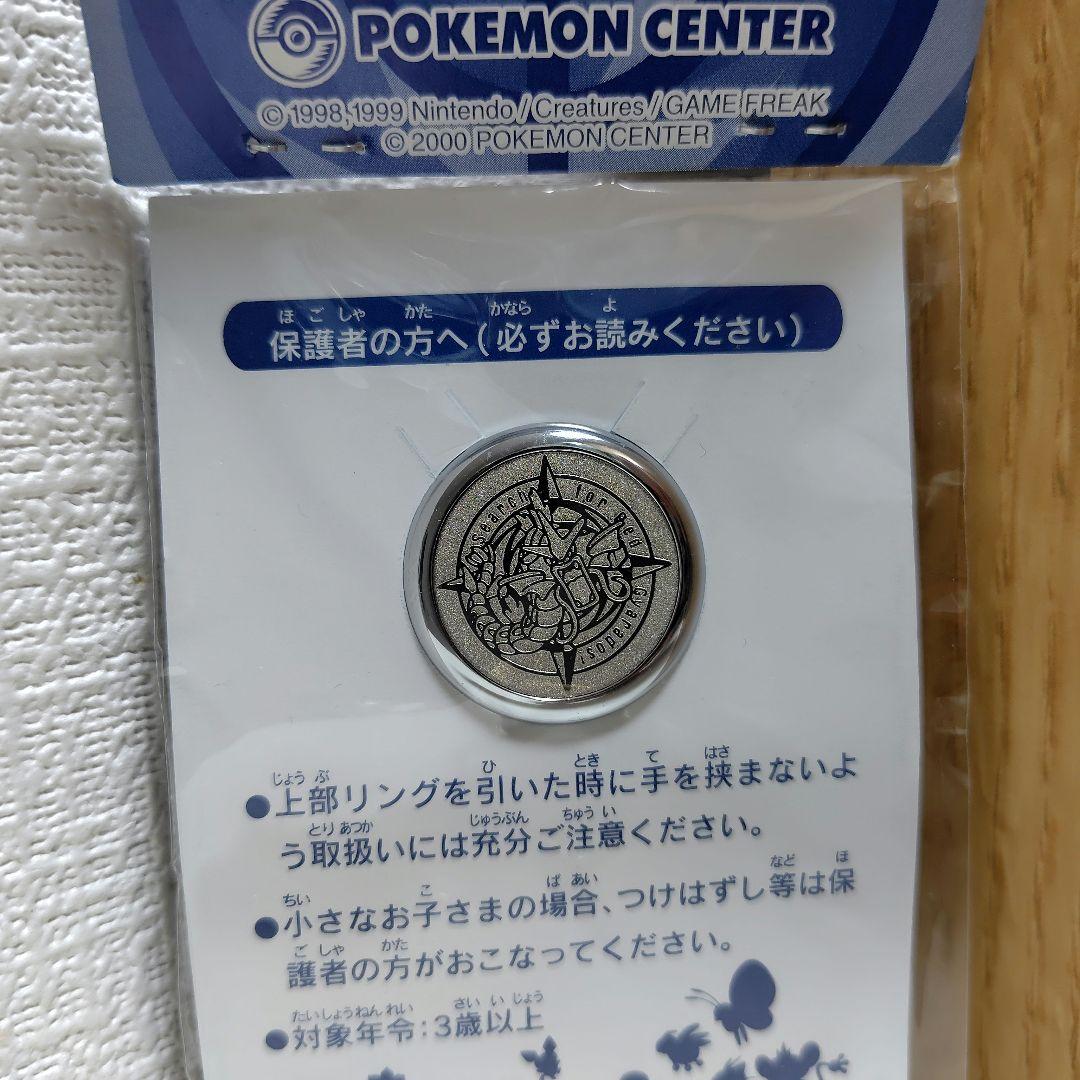 POKEMON CENTER
© 1998, 1999 Nintendo/Creatures/GAME FREAK
© 2000 POKEMON CENTER
ほ ご しゃ かた かなら よ
保護者の方へ(必ずお読みください)
search for Red Gyarados!
じょう ぶ ひ とき て はさ
●上部リングを引いた時に手を挟まないよ
とり あつか じゅうぶん ちゅう い
う取扱いには充分ご注意ください。
ちい こ ば あい など ほ
●小さなお子さまの場合、つけはずし等は保
ご しゃ かた
護者の方がおこなってください。
たいしょうねんれい さい い じょう
●対象年令:3歳以上